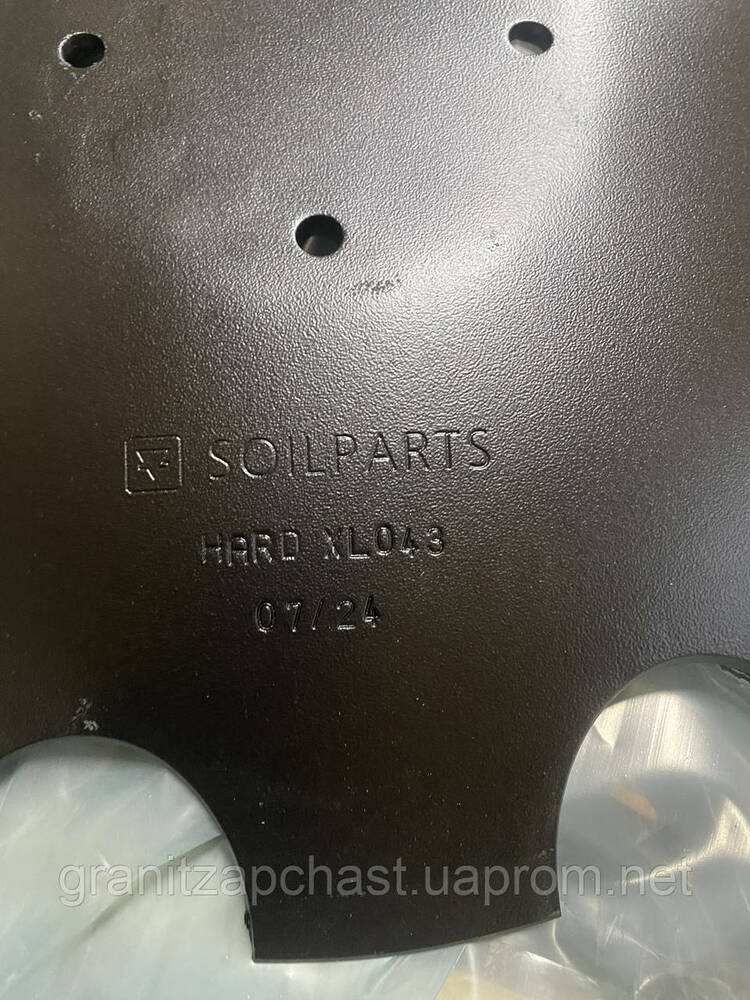 SOILPARTS
HARD XL043
07/24
granitzapchast.uaprom.net